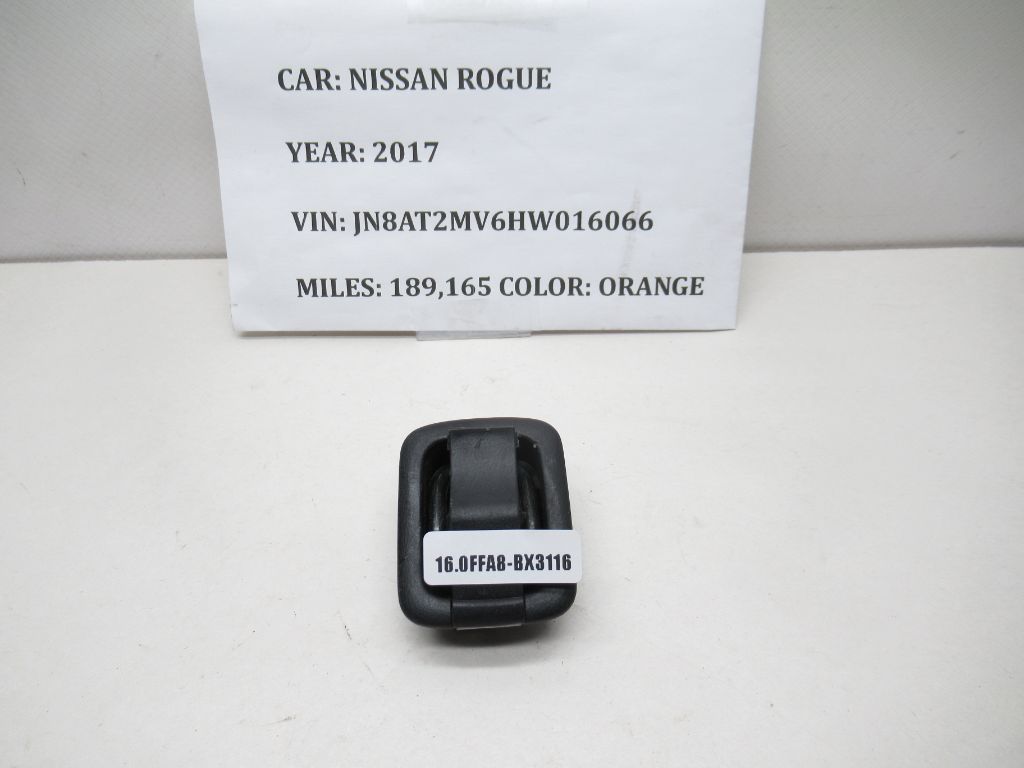 CAR: NISSAN ROGUE
YEAR: 2017
VIN: JN8AT2MV6HW016066
MILES: 189,165 COLOR: ORANGE
16.0FFA8-BX3116